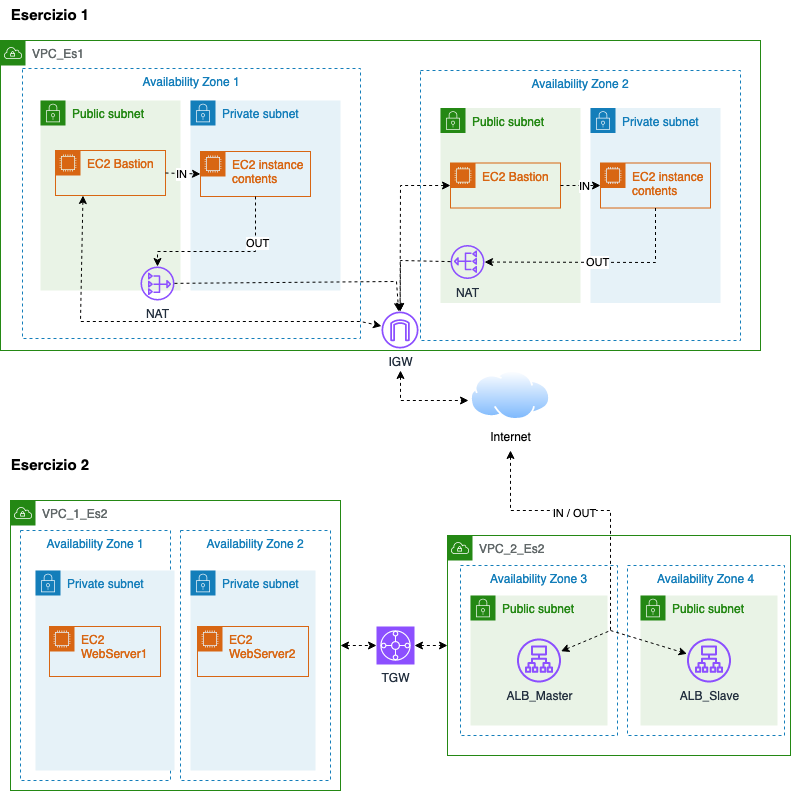 Esercizio 1
VPC_Es1
Availability Zone 1
Public subnet
Private subnet
EC2 Bastion
IN
EC2 instance
contents
OUT
NAT
Availability Zone 2
Public subnet
Private subnet
EC2 Bastion
IN
EC2 instance
contents
OUT
NAT
IGW
Internet
Esercizio 2
VPC_1_Es2
Availability Zone 1
Private subnet
EC2
WebServer1
Availability Zone 2
Private subnet
EC2
WebServer2
TGW
IN / OUT
VPC_2_Es2
Availability Zone 3
Public subnet
ALB_Master
Availability Zone 4
Public subnet
ALB_Slave